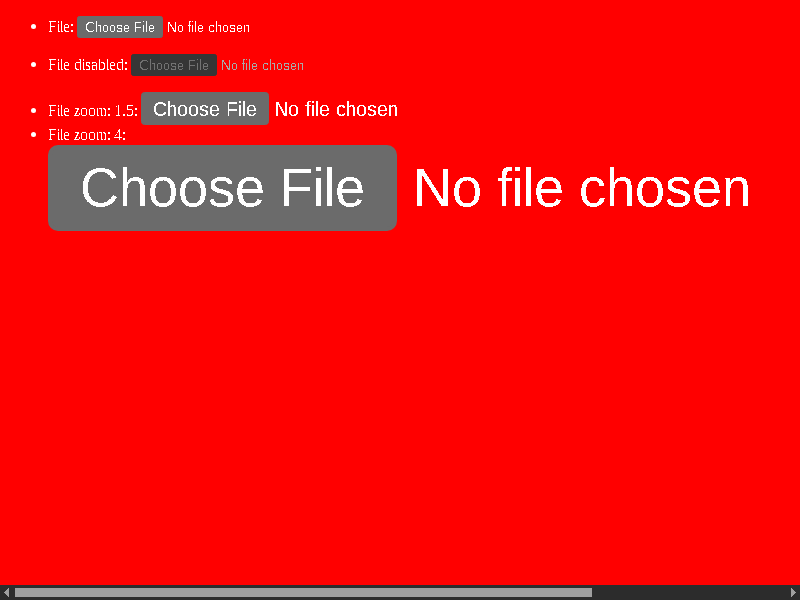 File: Choose File No file chosen
File disabled: Choose File No file chosen
File zoom: 1.5: Choose File No file chosen
File zoom: 4:
Choose File No file chosen